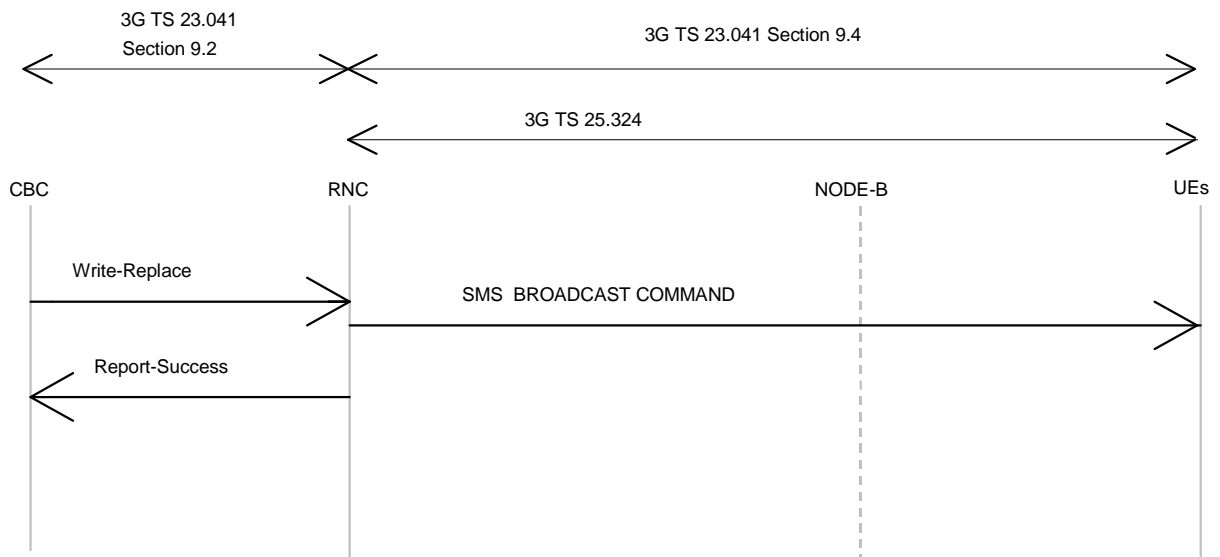 3G TS 23.041
Section 9.2
3G TS 23.041 Section 9.4
3G TS 25.324
CBC
RNC
NODE-B
UEs
Write-Replace
SMS BROADCAST COMMAND
Report-Success